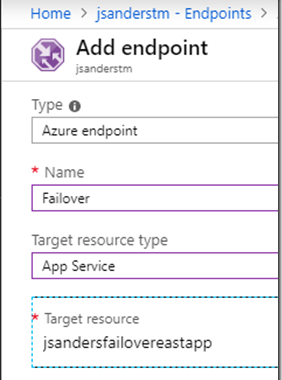 Home > jsanderstm - Endpoints >
Add endpoint
jsanderstm
Type
Azure endpoint
* Name
Failover
Target resource type
App Service
* Target resource
jsandersfailovereastapp